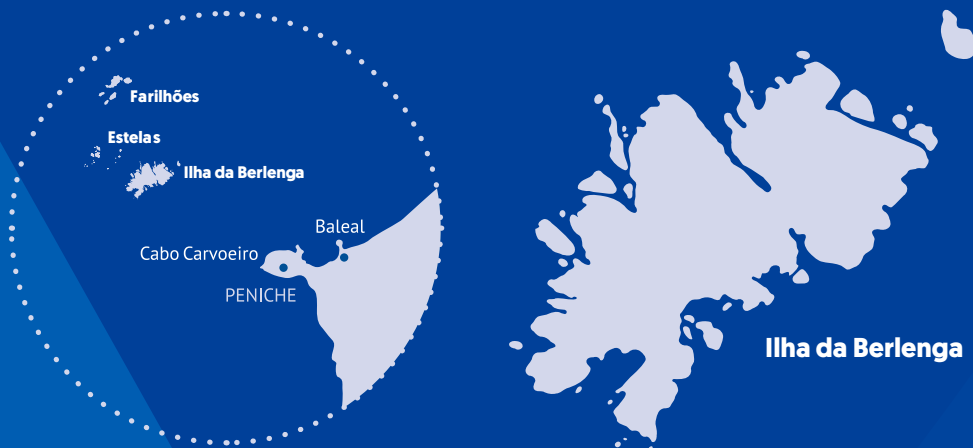 Farilhões
Estelas
Ilha da Berlenga
Baleal
Cabo Carvoeiro
PENICHE
Ilha da Berlenga